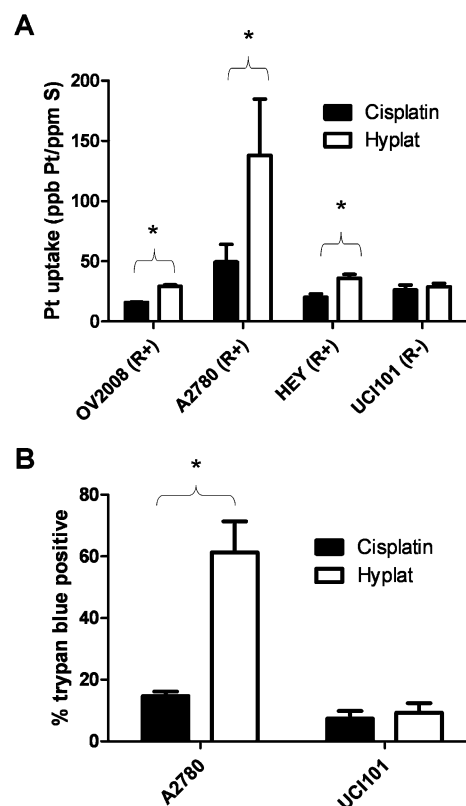 A
*
200
150
100
50
0
Pt uptake (ppb Pt/ppm S)
Cisplatin
Hyplat
*
*
OV2008 (R+)
A2780 (R+)
HEY (R+)
UCI101 (R-)
B
*
80
60
40
20
0
% trypan blue positive
Cisplatin
Hyplat
A2780
UCI101